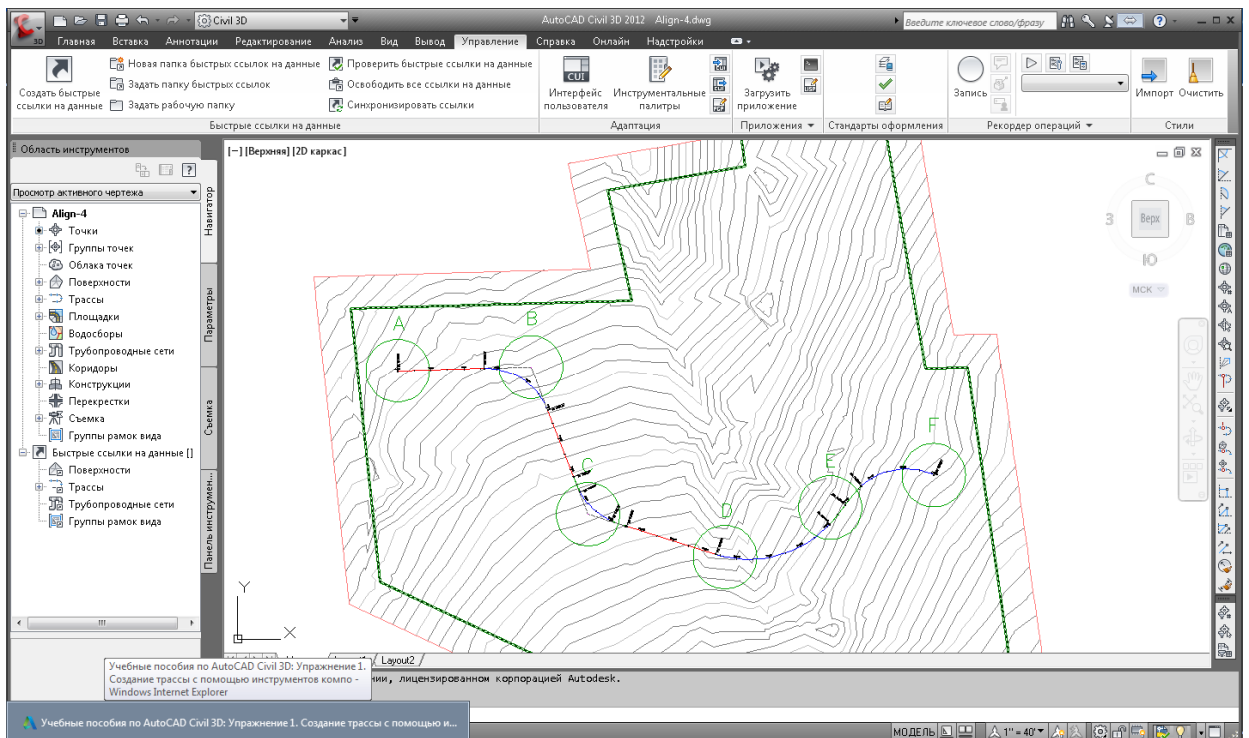 Civil 3D
AutoCAD Civil 3D 2012 Align-4.dwg
Введите ключевое слово/фразу
3D
Главная Вставка Аннотации Редактирование Анализ Вид Вывод Управление Справка Онлайн Надстройки
Создать быстрые ссылки на данные
Новая папка быстрых ссылок на данные
Задать папку быстрых ссылок
Задать рабочую папку
Проверить быстрые ссылки на данные
Освободить все ссылки на данные
Синхронизировать ссылки
CUI
Интерфейс пользователя
Инструментальные палитры
Загрузить приложение
Запись
Импорт
Очистить
Быстрые ссылки на данные
Адаптация
Приложения
Стандарты оформления
Рекордер операций
Стили
Область инструментов
Просмотр активного чертежа
Align-4
Точки
Группы точек
Облака точек
Поверхности
Трассы
Площадки
Водосборы
Трубопроводные сети
Коридоры
Конструкции
Перекрестки
Съемка
Группы рамок вида
Быстрые ссылки на данные []
Поверхности
Трассы
Трубопроводные сети
Группы рамок вида
Навигатор
Параметры
Съемка
Панель инструмен...
[–] [Верхняя] [2D каркас]
С
З
Верх
В
Ю
МСК
A
B
C
D
E
F
Y
X
Layout2
нии, лицензированном корпорацией Autodesk.
Учебные пособия по AutoCAD Civil 3D: Упражнение 1.
Создание трассы с помощью инструментов компо -
Windows Internet Explorer
Учебные пособия по AutoCAD Civil 3D: Упражнение 1. Создание трассы с помощью и...
МОДЕЛЬ
1" = 40'